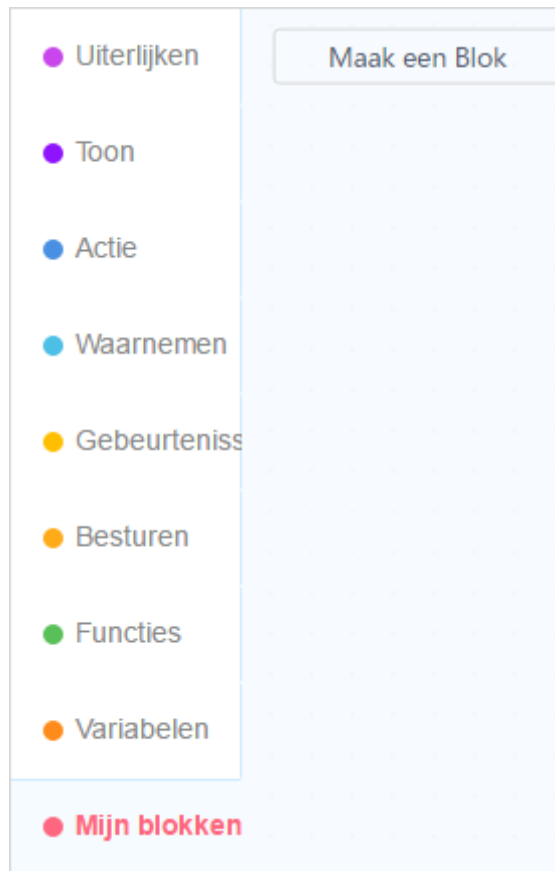 Uiterlijken
Maak een Blok
Toon
Actie
Waarnemen
Gebeurteniss
Besturen
Functies
Variabelen
Mijn blokken